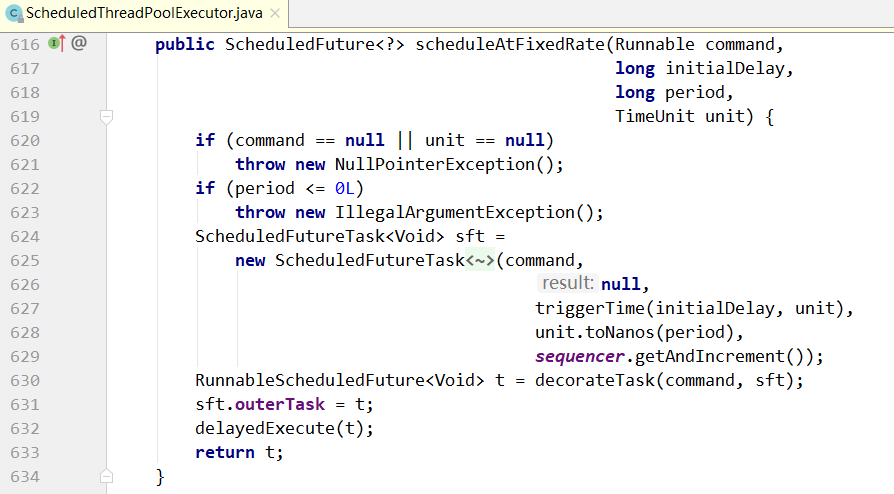 ScheduledThreadPoolExecutor.java
616 public ScheduledFuture<?> scheduleAtFixedRate(Runnable command,
617 long initialDelay,
618 long period,
619 TimeUnit unit) {
620 if (command == null || unit == null)
621 throw new NullPointerException();
622 if (period <= 0L)
623 throw new IllegalArgumentException();
624 ScheduledFutureTask<Void> sft =
625 new ScheduledFutureTask<~>(command,
626 result: null,
627 triggerTime(initialDelay, unit),
628 unit.toNanos(period),
629 sequencer.getAndIncrement());
630 RunnableScheduledFuture<Void> t = decorateTask(command, sft);
631 sft.outerTask = t;
632 delayedExecute(t);
633 return t;
634 }